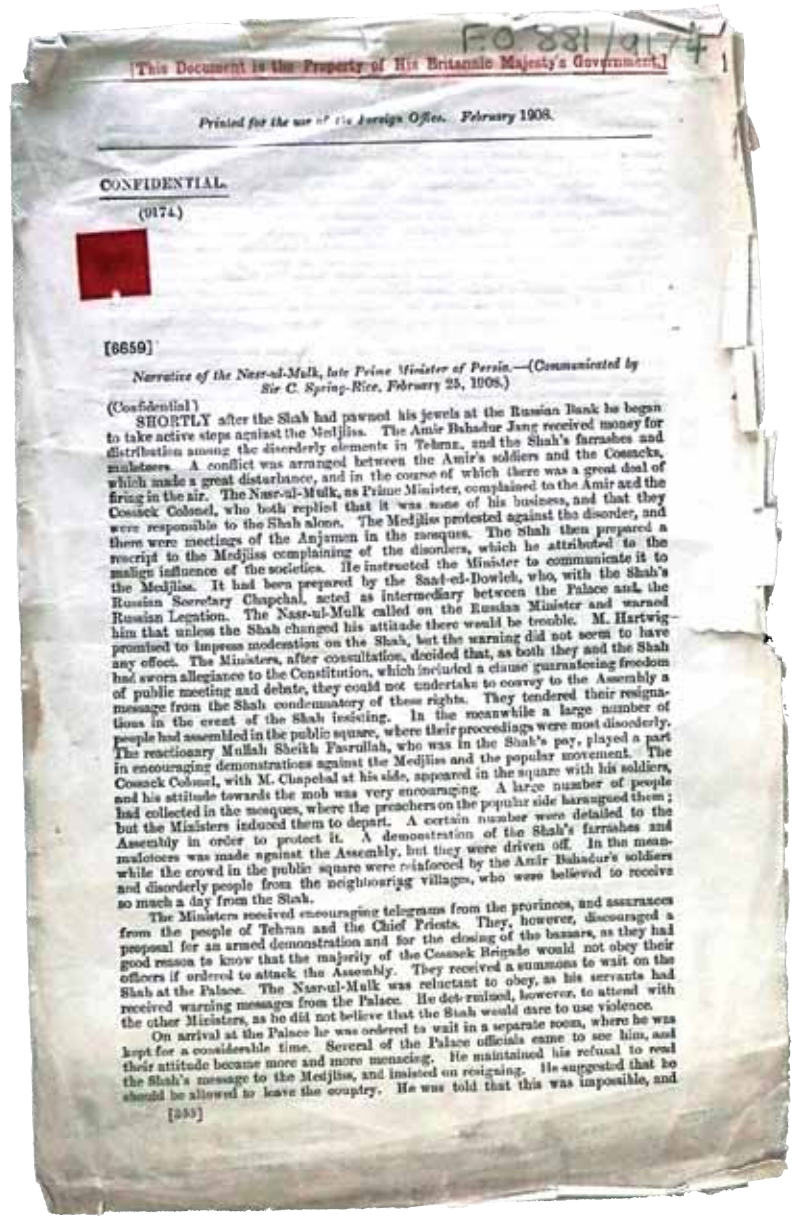 F.O 881/9174
1
[This Document is the Property of His Britannic Majesty's Government.]
Printed for the use of the Foreign Office. February 1908.
CONFIDENTIAL.
(9174.)
[6659]
Narrative of the Nasr-ul-Mulk, late Prime Minister of Persia.—(Communicated by
Sir C. Spring-Rice, February 25, 1908.)
(Confidential)
SHORTLY after the Shah had pawned his jewels at the Russian Bank he began
to take active steps against the Medjliss. The Amir Bahadur Jang received money for
distribution among the disorderly elements in Tehran, and the Shah's farrashes and
muleteers. A conflict was arranged between the Amir's soldiers and the Cossacks,
which made a great disturbance, and in the course of which there was a great deal of
firing in the air. The Nasr-ul-Mulk, as Prime Minister, complained to the Amir and the
Cossack Colonel, who both replied that it was none of his business, and that they
were responsible to the Shah alone. The Medjliss protested against the disorder, and
there were meetings of the Anjumen in the mosques. The Shah then prepared a
rescript to the Medjliss complaining of the disorders, which he attributed to the
malign influence of the societies. He instructed the Minister to communicate it to
the Medjliss. It had been prepared by the Saad-ed-Dowleh, who, with the Shah's
Russian Secretary Chapchal, acted as intermediary between the Palace and, the
Russian Legation. The Nasr-ul-Mulk called on the Russian Minister and warned
him that unless the Shah changed his attitude there would be trouble. M. Hartwig
promised to impress moderation on the Shah, but the warning did not seem to have
any effect. The Ministers, after consultation, decided that, as both they and the Shah
had sworn allegiance to the Constitution, which included a clause guaranteeing freedom
of public meeting and debate, they could not undertake to convey to the Assembly a
message from the Shah condemnatory of these rights. They tendered their resigna-
tions in the event of the Shah insisting. In the meanwhile a large number of
people had assembled in the public square, where their proceedings were most disorderly.
The reactionary Mullah Sheikh Fasrullah, who was in the Shah's pay, played a part
in encouraging demonstrations against the Medjliss and the popular movement. The
Cossack Colonel, with M. Chapchal at his side, appeared in the square with his soldiers,
and his attitude towards the mob was very encouraging. A large number of people
had collected in the mosques, where the preachers on the popular side harangued them;
but the Ministers induced them to depart. A certain number were detailed to the
Assembly in order to protect it. A demonstration of the Shah's farrashes and
muleteers was made against the Assembly, but they were driven off. In the mean-
while the crowd in the public square were reinforced by the Amir Bahadur's soldiers
and disorderly people from the neighbouring villages, who were believed to receive
so much a day from the Shah.
The Ministers received encouraging telegrams from the provinces, and assurances
from the people of Tehran and the Chief Priests. They, however, discouraged a
proposal for an armed demonstration and for the closing of the bazaars, as they had
good reason to know that the majority of the Cossack Brigade would not obey their
officers if ordered to attack the Assembly. They received a summons to wait on the
Shah at the Palace. The Nasr-ul-Mulk was reluctant to obey, as his servants had
received warning messages from the Palace. He determined, however, to attend with
the other Ministers, as he did not believe that the Shah would dare to use violence.
On arrival at the Palace he was ordered to wait in a separate room, where he was
kept for a considerable time. Several of the Palace officials came to see him, and
their attitude became more and more menacing. He maintained his refusal to read
the Shah's message to the Medjliss, and insisted on resigning. He suggested that he
should be allowed to leave the country. He was told that this was impossible, and